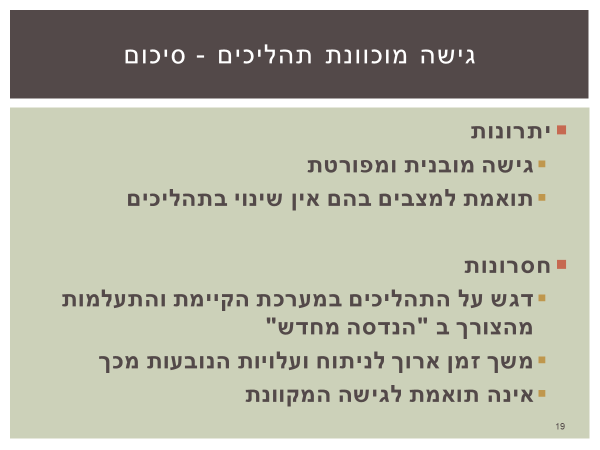 גישה מוכוונת תהליכים - סיכום
יתרונות
גישה מובנית ומפורטת
תואמת למצבים בהם אין שינוי בתהליכים
חסרונות
דגש על התהליכים במערכת הקיימת והתעלמות
מהצורך ב "הנדסה מחדש"
משך זמן ארוך לניתוח ועלויות הנובעות מכך
אינה תואמת לגישה המקוונת
19